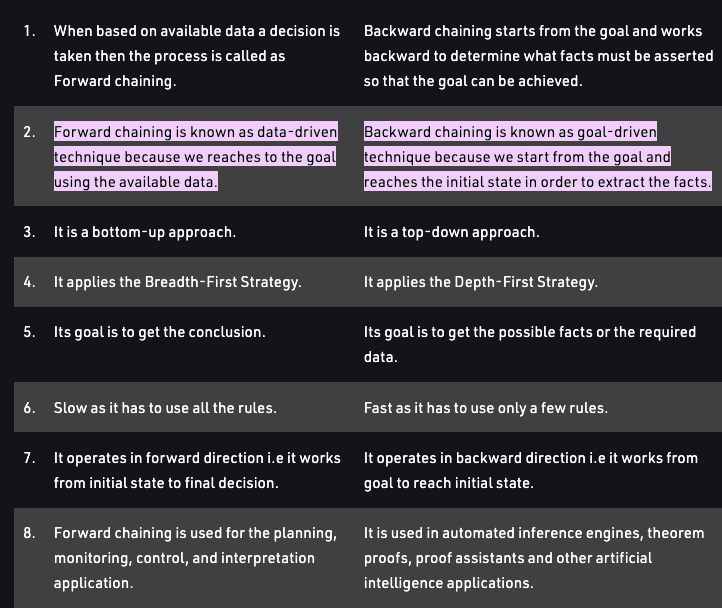 1. When based on available data a decision is
taken then the process is called as
Forward chaining.
Backward chaining starts from the goal and works
backward to determine what facts must be asserted
so that the goal can be achieved.
2. Forward chaining is known as data-driven
technique because we reaches to the goal
using the available data.
Backward chaining is known as goal-driven
technique because we start from the goal and
reaches the initial state in order to extract the facts.
3. It is a bottom-up approach.
It is a top-down approach.
4. It applies the Breadth-First Strategy.
It applies the Depth-First Strategy.
5. Its goal is to get the conclusion.
Its goal is to get the possible facts or the required
data.
6. Slow as it has to use all the rules.
Fast as it has to use only a few rules.
7. It operates in forward direction i.e it works
from initial state to final decision.
It operates in backward direction i.e it works from
goal to reach initial state.
8. Forward chaining is used for the planning,
monitoring, control, and interpretation
application.
It is used in automated inference engines, theorem
proofs, proof assistants and other artificial
intelligence applications.